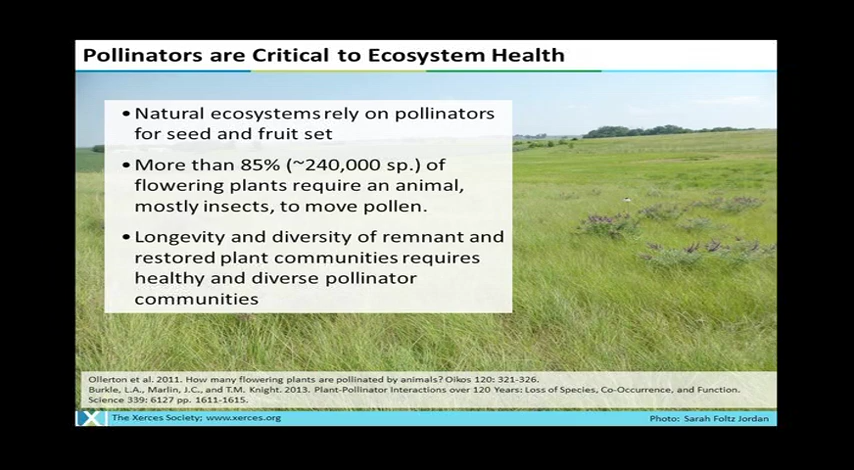 Pollinators are Critical to Ecosystem Health
• Natural ecosystems rely on pollinators
for seed and fruit set
• More than 85% (~240,000 sp.) of
flowering plants require an animal,
mostly insects, to move pollen.
• Longevity and diversity of remnant and
restored plant communities requires
healthy and diverse pollinator
communities
Ollerton et al. 2011. How many flowering plants are pollinated by animals? Oikos 120: 321-326.
Burkle, L.A., Marlin, J.C., and T.M. Knight. 2013. Plant-Pollinator Interactions over 120 Years: Loss of Species, Co-Occurrence, and Function.
Science 339: 6127 pp. 1611-1615.
The Xerces Society; www.xerces.org
Photo: Sarah Foltz Jordan